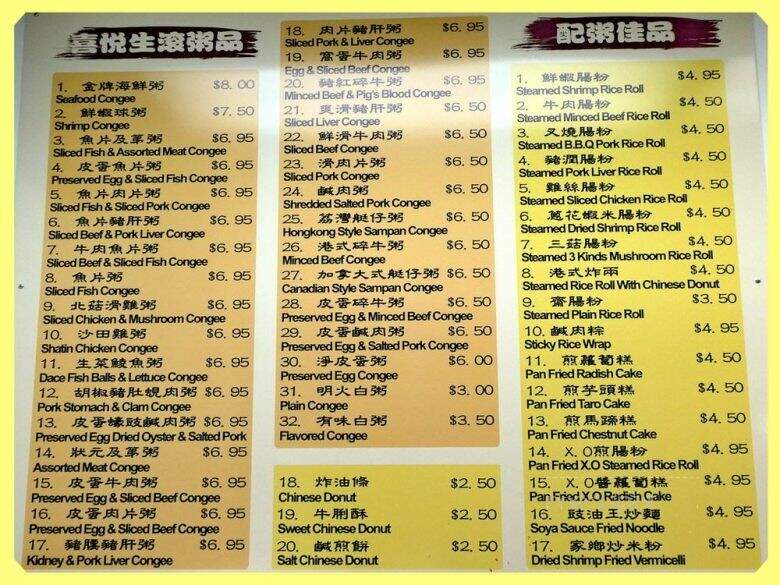 喜悦生滾粥品
1. 金牌海鮮粥 $8.00
Seafood Congee
2. 鮮蝦球粥 $7.50
Shrimp Congee
3. 魚片及第粥 $6.95
Sliced Fish & Assorted Meat Congee
4. 皮蛋魚片粥 $6.95
Preserved Egg & Sliced Fish Congee
5. 魚片肉片粥 $6.95
Sliced Fish & Sliced Pork Congee
6. 魚片豬肝粥 $6.95
Sliced Beef & Pork Liver Congee
7. 牛肉魚片粥 $6.95
Sliced Beef & Sliced Fish Congee
8. 魚片粥 $6.95
Sliced Fish Congee
9. 北菇滑雞粥 $6.95
Sliced Chicken & Mushroom Congee
10. 沙田雞粥 $6.95
Shatin Chicken Congee
11. 生菜鯪魚粥 $6.95
Dace Fish Balls & Lettuce Congee
12. 胡椒豬肚蜆肉粥 $6.95
Pork Stomach & Clam Congee
13. 皮蛋蠔豉鹹肉粥 $6.95
Preserved Egg Dried Oyster & Salted Pork
14. 狀元及第粥 $6.95
Assorted Meat Congee
15. 皮蛋牛肉粥 $6.95
Preserved Egg & Sliced Beef Congee
16. 皮蛋肉片粥 $6.95
Preserved Egg & Sliced Beef Congee
17. 豬腰豬肝粥 $6.95
Kidney & Pork Liver Congee
18. 肉片豬肝粥 $6.95
Sliced Pork & Liver Congee
19. 窩蛋牛肉粥 $6.95
Egg & Sliced Beef Congee
20. 豬紅碎牛粥 $6.95
Minced Beef & Pig's Blood Congee
21. 爽滑豬肝粥 $6.50
Sliced Liver Congee
22. 鮮滑牛肉粥 $6.50
Sliced Beef Congee
23. 滑肉片粥 $6.50
Sliced Pork Congee
24. 鹹肉粥 $6.50
Shredded Salted Pork Congee
25. 荔灣艇仔粥 $6.50
Hongkong Style Sampan Congee
26. 港式碎牛粥 $6.50
Minced Beef Congee
27. 加拿大式艇仔粥 $6.50
Canadian Style Sampan Congee
28. 皮蛋碎牛粥 $6.50
Preserved Egg & Minced Beef Congee
29. 皮蛋鹹肉粥 $6.50
Preserved Egg & Salted Pork Congee
30. 淨皮蛋粥 $6.00
Preserved Egg Congee
31. 明火白粥 $3.00
Plain Congee
32. 有味白粥 $3.50
Flavored Congee
18. 炸油條 $2.50
Chinese Donut
19. 牛脷酥 $2.50
Sweet Chinese Donut
20. 鹹煎餅 $2.50
Salt Chinese Donut
配粥佳品
1. 鮮蝦腸粉 $4.95
Steamed Shrimp Rice Roll
2. 牛肉腸粉 $4.50
Steamed Minced Beef Rice Roll
3. 叉燒腸粉 $4.50
Steamed B.B.Q Pork Rice Roll
4. 豬潤腸粉 $4.50
Steamed Pork Liver Rice Roll
5. 雞絲腸粉 $4.50
Steamed Sliced Chicken Rice Roll
6. 蔥花蝦米腸粉 $4.50
Steamed Dried Shrimp Rice Roll
7. 三菇腸粉 $4.50
Steamed 3 Kinds Mushroom Rice Roll
8. 港式炸兩 $4.50
Steamed Rice Roll With Chinese Donut
9. 齋腸粉 $3.50
Steamed Plain Rice Roll
10. 鹹肉粽 $4.95
Sticky Rice Wrap
11. 煎蘿蔔糕 $4.50
Pan Fried Radish Cake
12. 煎芋頭糕 $4.50
Pan Fried Taro Cake
13. 煎馬蹄糕 $4.50
Pan Fried Chestnut Cake
14. X.O煎腸粉 $4.95
Pan Fried X.O Steamed Rice Roll
15. X.O醬蘿蔔糕 $4.95
Pan Fried X.O Radish Cake
16. 豉油王炒麵 $6.95
Soya Sauce Fried Noodle
17. 家鄉炒米粉 $6.95
Dried Shrimp Fried Vermicelli